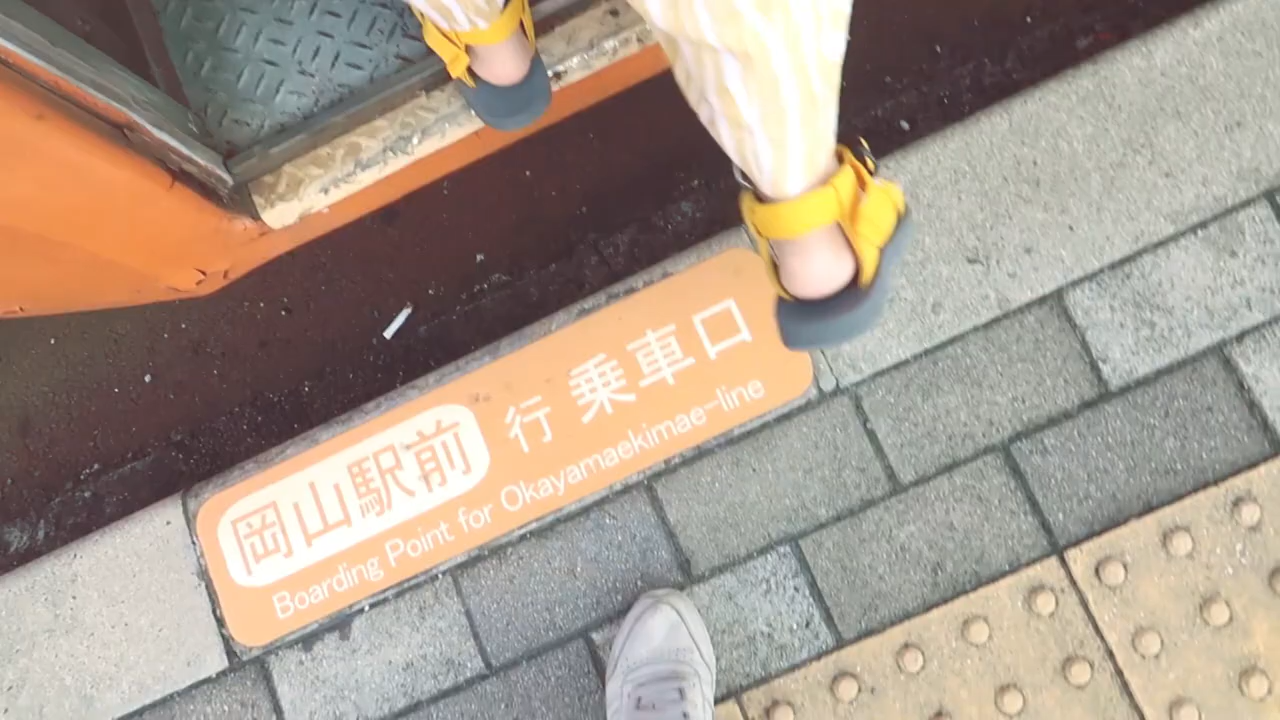 岡山駅前 行 乗車口
Boarding Point for Okayamaekimae-line